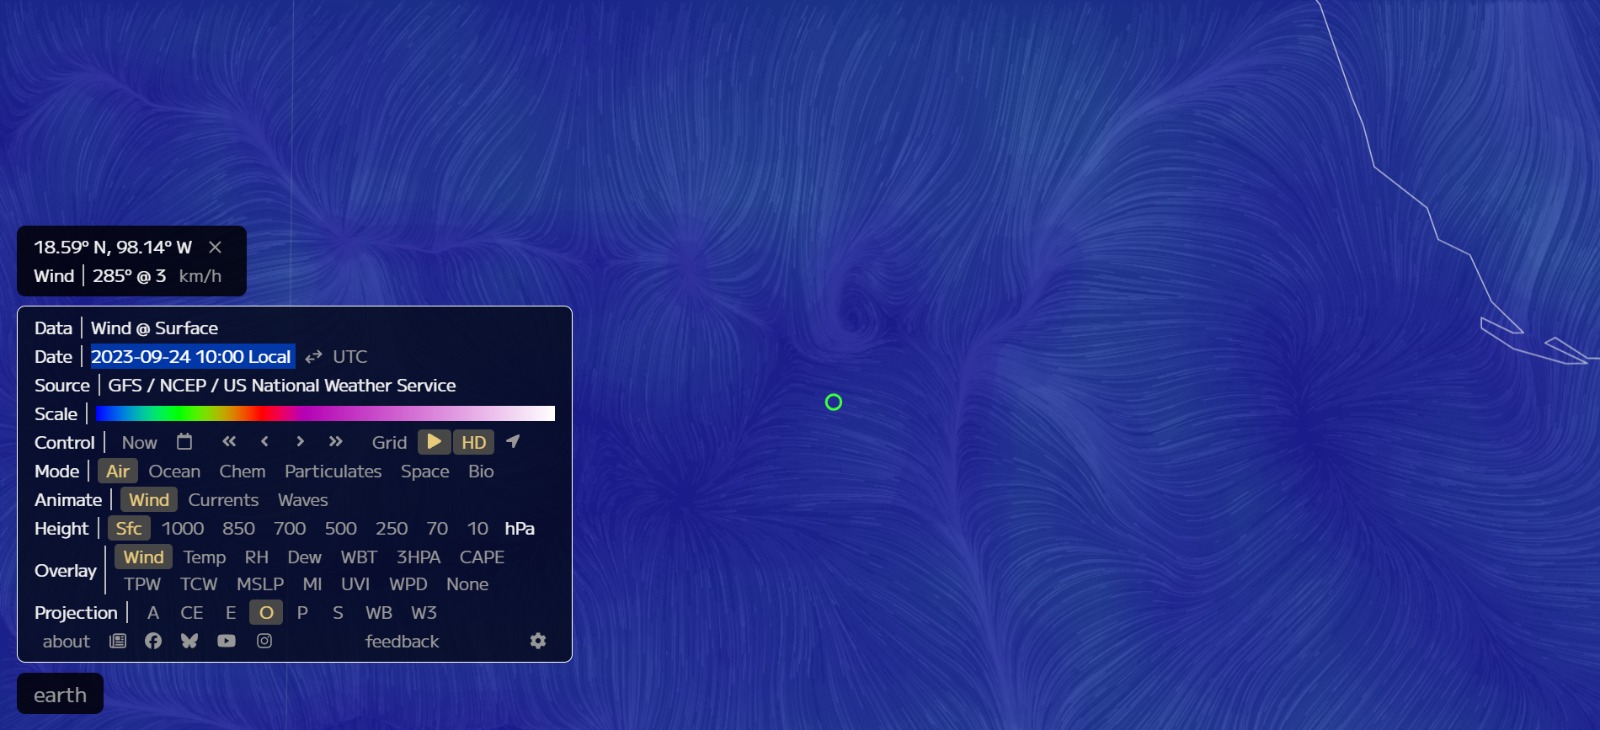 18.59° N, 98.14° W ×
Wind | 285° @ 3 km/h
Data | Wind @ Surface
Date | 2023-09-24 10:00 Local ⇄ UTC
Source | GFS / NCEP / US National Weather Service
Scale |
Control | Now « ‹ › » Grid HD
Mode | Air Ocean Chem Particulates Space Bio
Animate | Wind Currents Waves
Height | Sfc 1000 850 700 500 250 70 10 hPa
Overlay | Wind Temp RH Dew WBT 3HPA CAPE
TPW TCW MSLP MI UVI WPD None
Projection | A CE E O P S WB W3
about feedback
earth